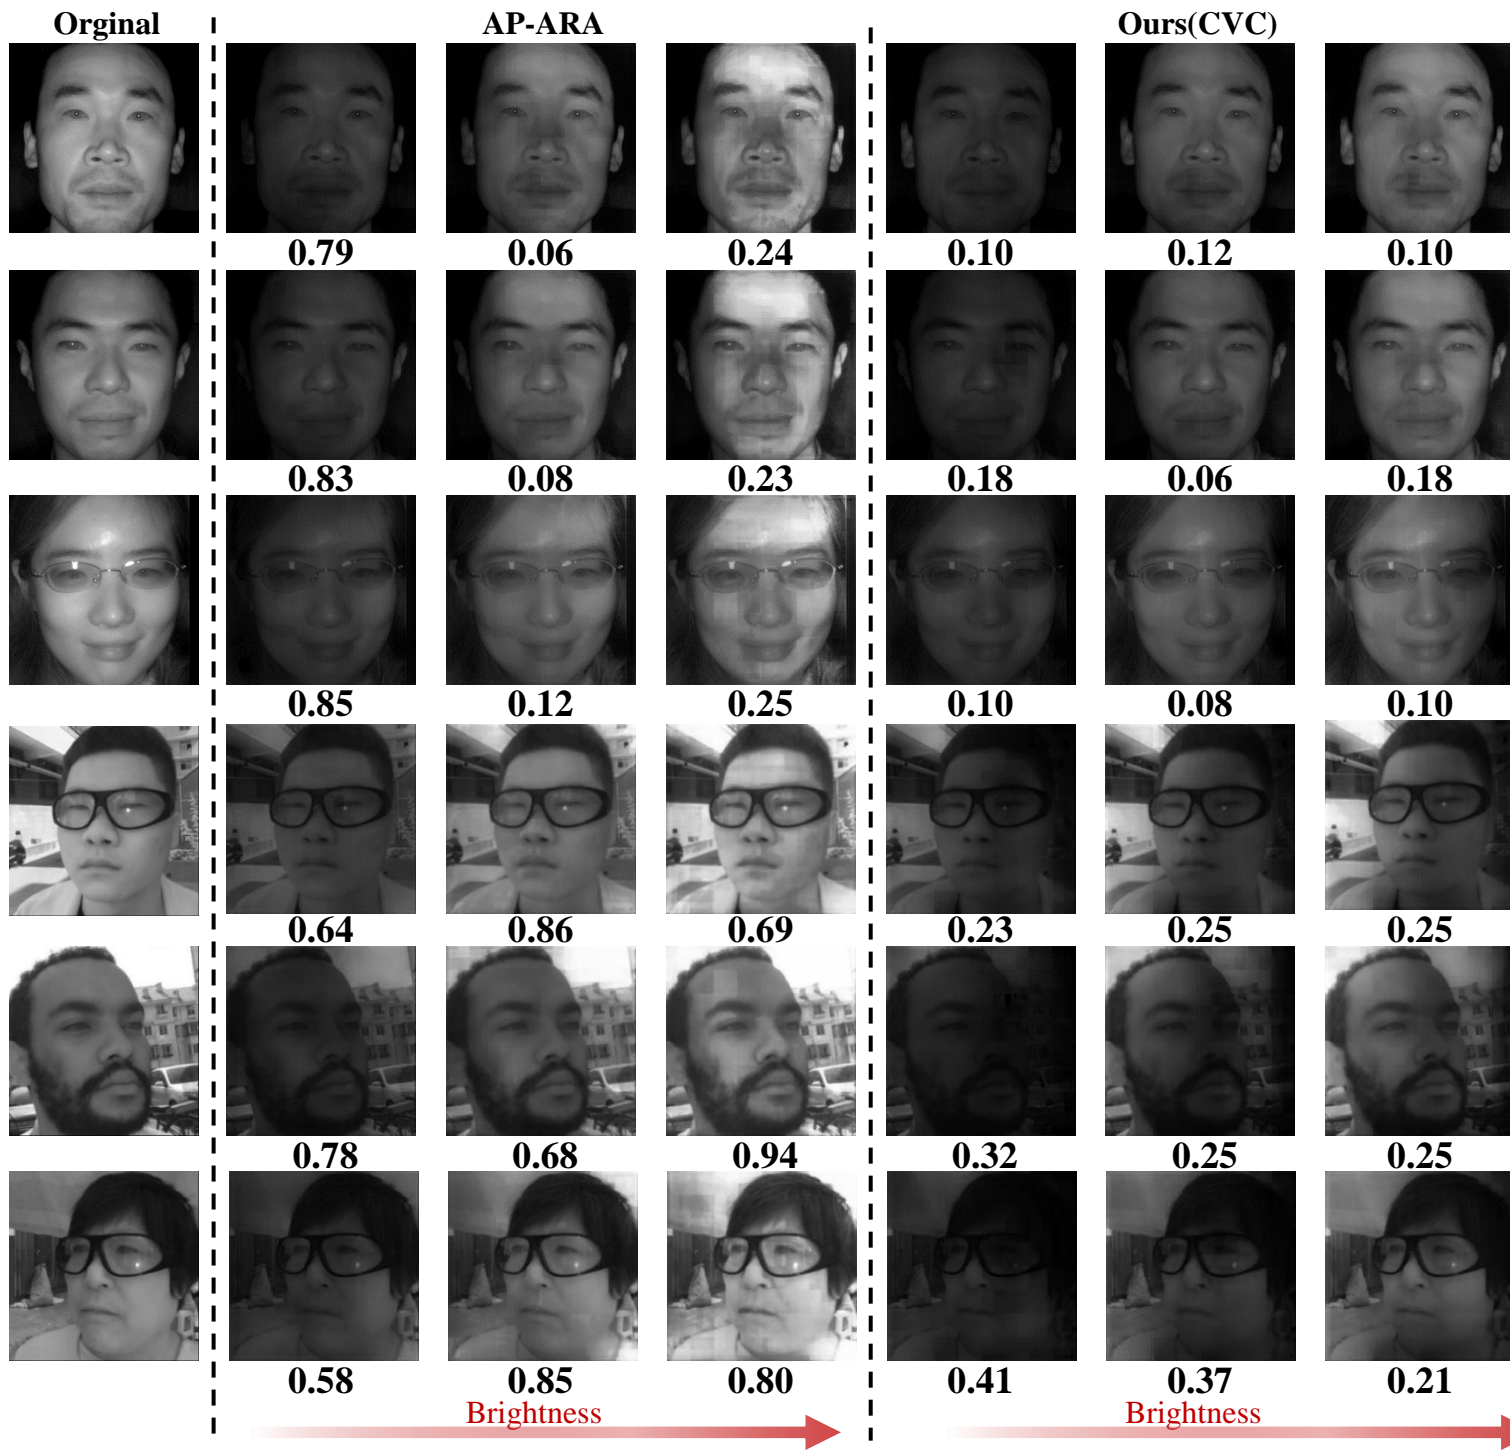 Orginal AP-ARA Ours(CVC)
0.79 0.06 0.24 0.10 0.12 0.10
0.83 0.08 0.23 0.18 0.06 0.18
0.85 0.12 0.25 0.10 0.08 0.10
0.64 0.86 0.69 0.23 0.25 0.25
0.78 0.68 0.94 0.32 0.25 0.25
0.58 0.85 0.80 0.41 0.37 0.21
Brightness Brightness